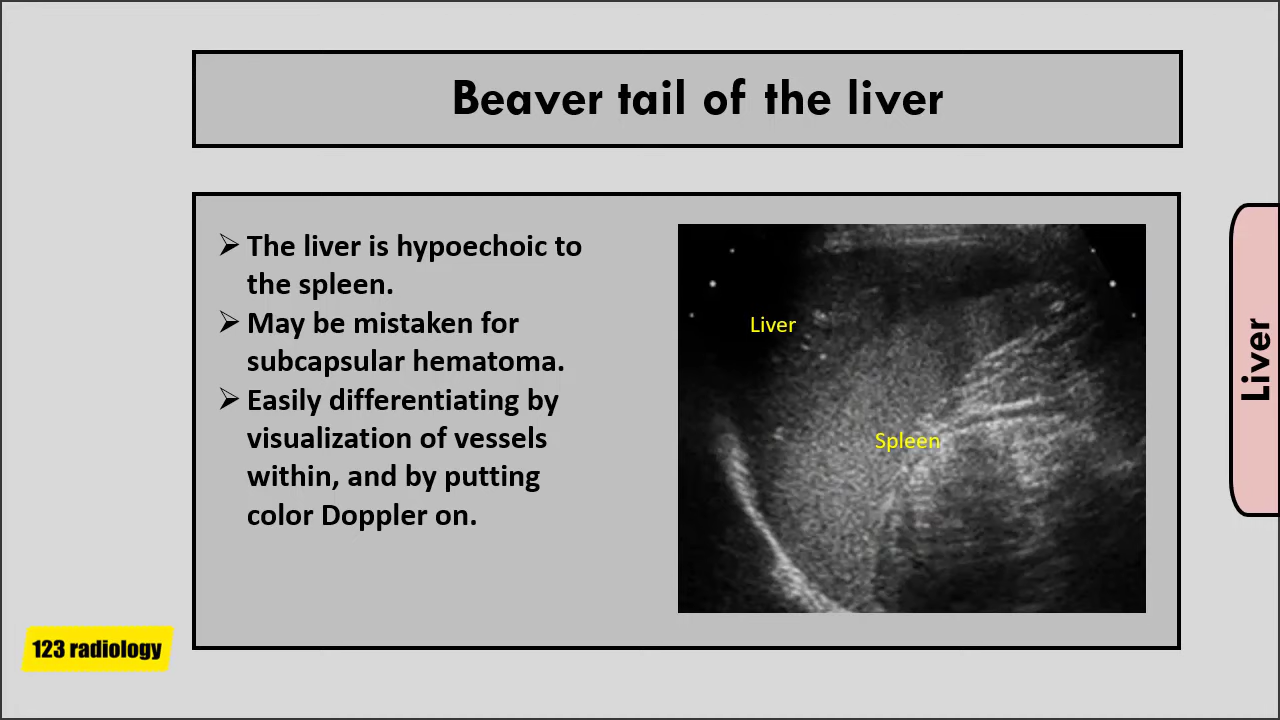 Beaver tail of the liver
➢ The liver is hypoechoic to
the spleen.
➢ May be mistaken for
subcapsular hematoma.
➢ Easily differentiating by
visualization of vessels
within, and by putting
color Doppler on.
Liver
Spleen
Liver
123 radiology